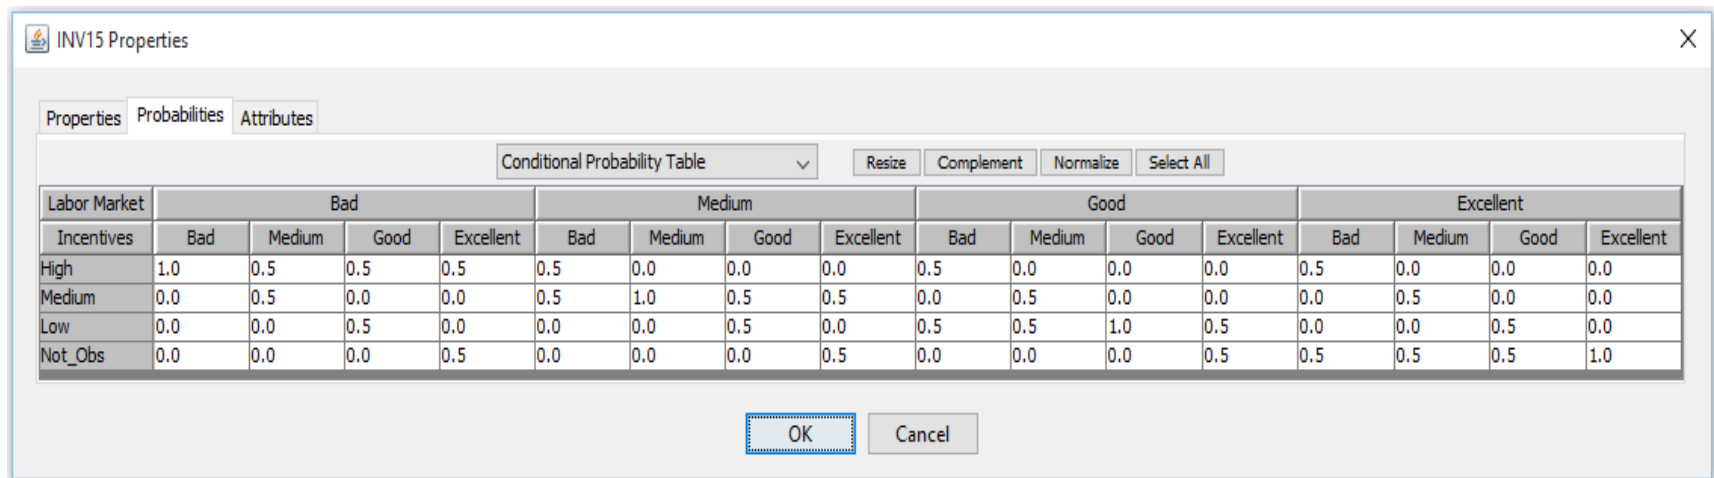 INV15 Properties
Properties Probabilities Attributes
Conditional Probability Table Resize Complement Normalize Select All
Labor Market Bad Medium Good Excellent
Incentives Bad Medium Good Excellent Bad Medium Good Excellent Bad Medium Good Excellent Bad Medium Good Excellent
High 1.0 0.5 0.5 0.5 0.5 0.0 0.0 0.0 0.5 0.0 0.0 0.0 0.5 0.0 0.0 0.0
Medium 0.0 0.5 0.0 0.0 0.5 1.0 0.5 0.5 0.0 0.5 0.0 0.0 0.0 0.5 0.0 0.0
Low 0.0 0.0 0.5 0.0 0.0 0.0 0.5 0.0 0.5 0.5 1.0 0.5 0.0 0.0 0.5 0.0
Not_Obs 0.0 0.0 0.0 0.5 0.0 0.0 0.0 0.5 0.0 0.0 0.0 0.5 0.5 0.5 0.5 1.0
OK Cancel